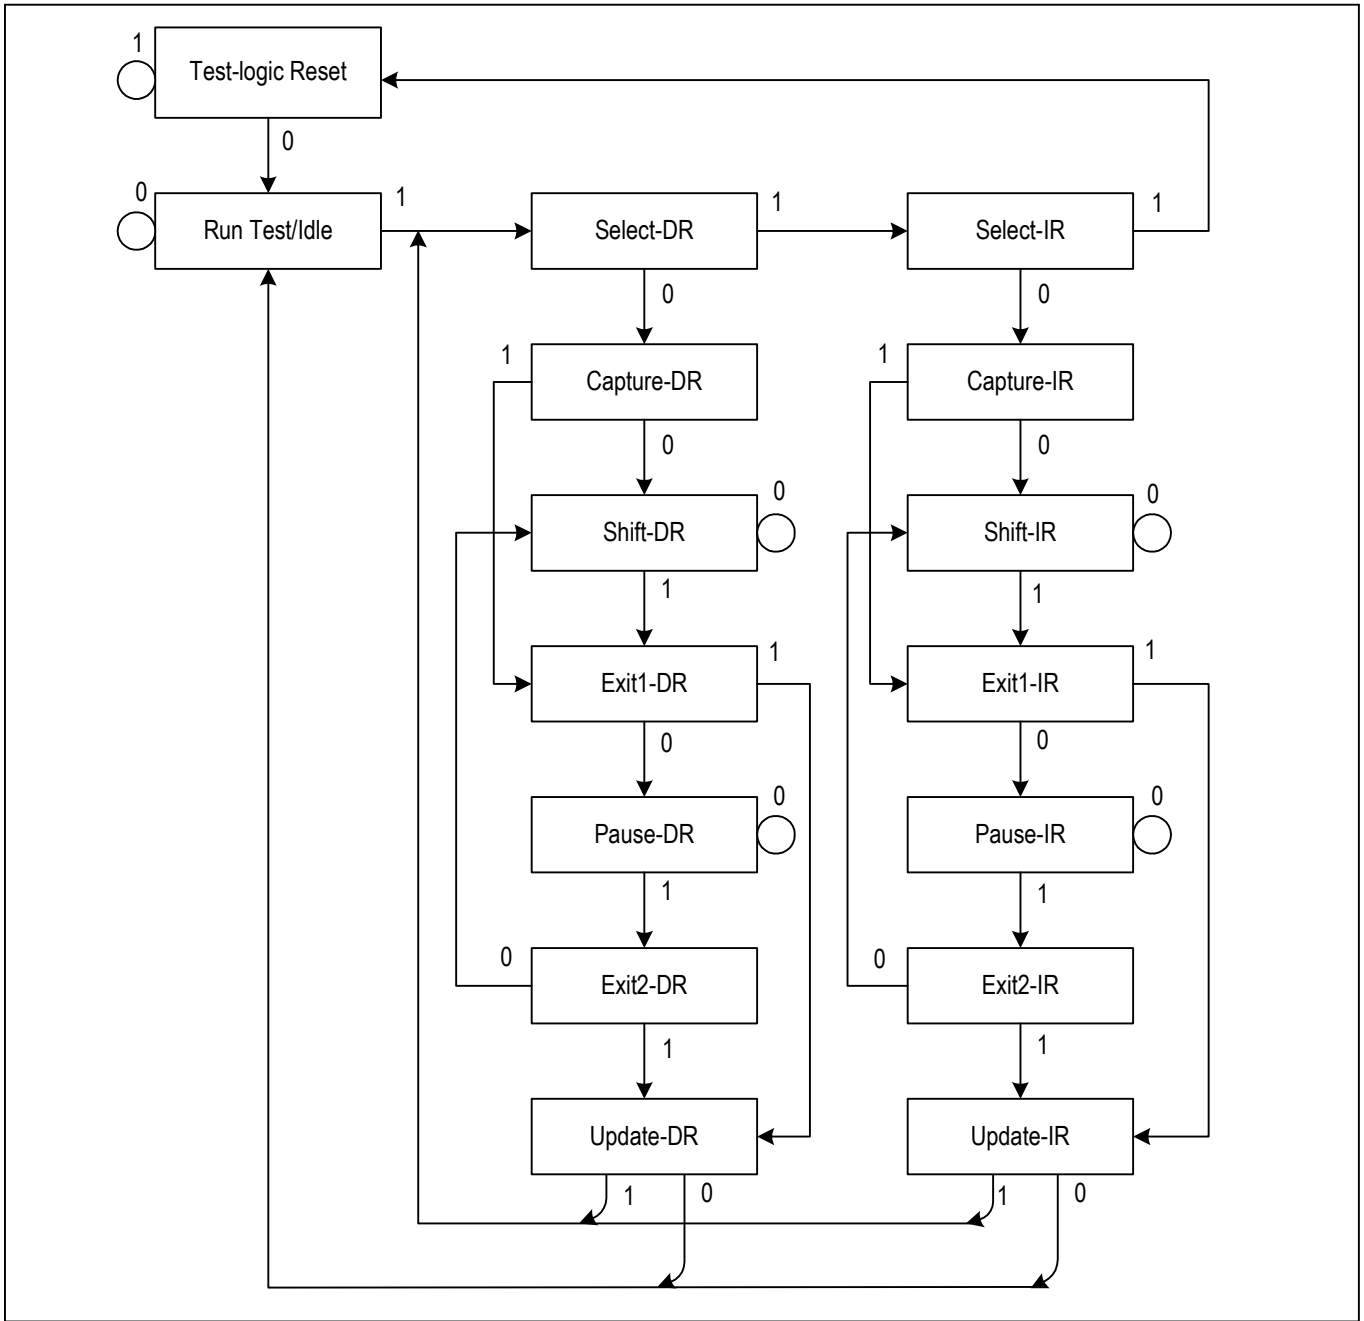 1
Test-logic Reset
0
0
Run Test/Idle
1
Select-DR
1
Select-IR
1
0
0
1
Capture-DR
1
Capture-IR
0
0
Shift-DR
0
Shift-IR
0
1
1
Exit1-DR
1
Exit1-IR
1
0
0
Pause-DR
0
Pause-IR
0
1
1
0
Exit2-DR
0
Exit2-IR
1
1
Update-DR
Update-IR
1
0
1
0